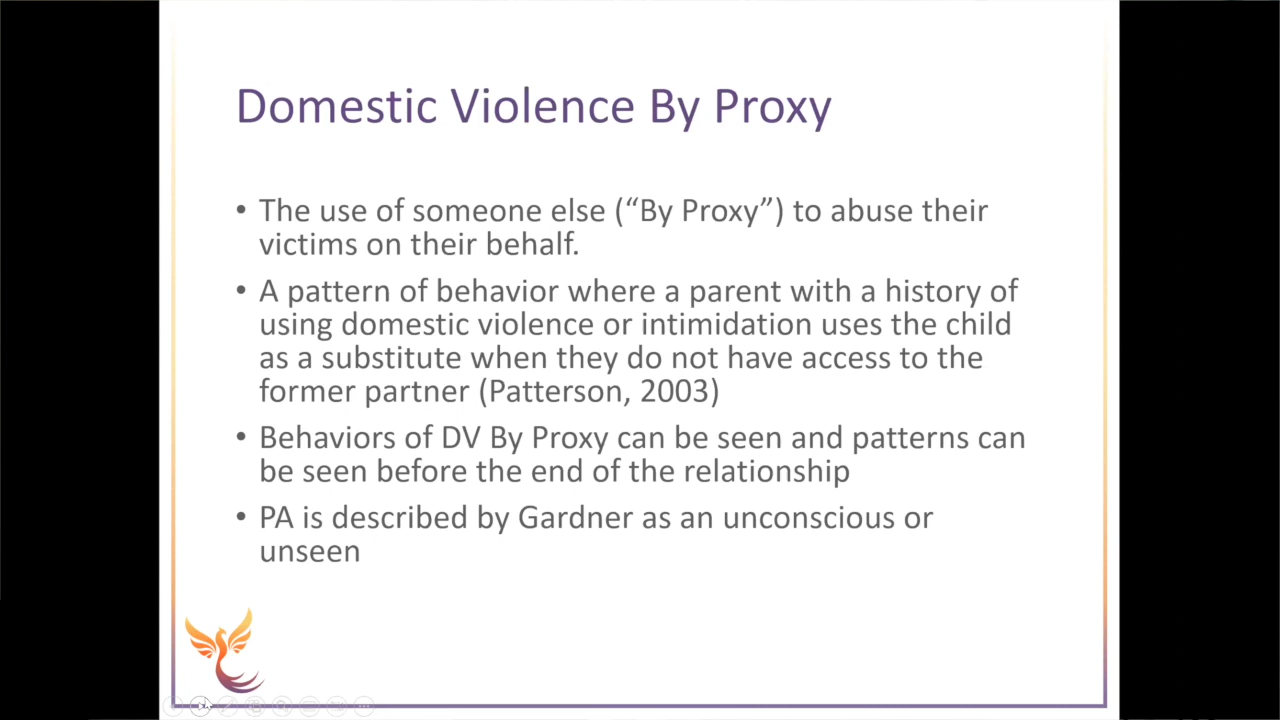 Domestic Violence By Proxy
• The use of someone else (“By Proxy”) to abuse their
victims on their behalf.
• A pattern of behavior where a parent with a history of
using domestic violence or intimidation uses the child
as a substitute when they do not have access to the
former partner (Patterson, 2003)
• Behaviors of DV By Proxy can be seen and patterns can
be seen before the end of the relationship
• PA is described by Gardner as an unconscious or
unseen